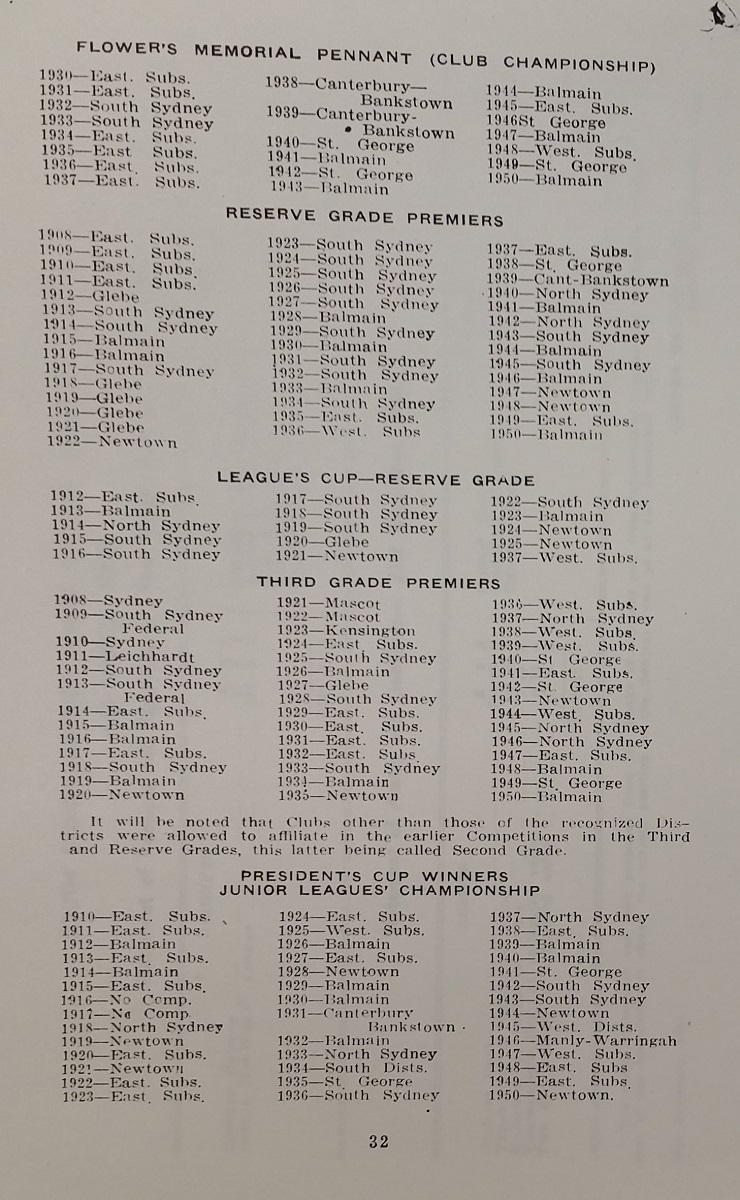 FLOWER'S MEMORIAL PENNANT (CLUB CHAMPIONSHIP)
1930—East. Subs.
1931—East. Subs.
1932—South Sydney
1933—South Sydney
1934—East. Subs.
1935—East Subs.
1936—East. Subs.
1937—East. Subs.
1938—Canterbury—
Bankstown
1939—Canterbury-
Bankstown
1940—St. George
1941—Balmain
1942—St. George
1943—Balmain
1944—Balmain
1945—East. Subs.
1946St George
1947—Balmain
1948—West. Subs.
1949—St. George
1950—Balmain
RESERVE GRADE PREMIERS
1908—East. Subs.
1909—East. Subs.
1910—East. Subs.
1911—East. Subs.
1912—Glebe
1913—South Sydney
1914—South Sydney
1915—Balmain
1916—Balmain
1917—South Sydney
1918—Glebe
1919—Glebe
1920—Glebe
1921—Glebe
1922—Newtown
1923—South Sydney
1924—South Sydney
1925—South Sydney
1926—South Sydney
1927—South Sydney
1928—Balmain
1929—South Sydney
1930—Balmain
1931—South Sydney
1932—South Sydney
1933—Balmain
1934—South Sydney
1935—East. Subs.
1936—West. Subs
1937—East. Subs.
1938—St. George
1939—Cant-Bankstown
1940—North Sydney
1941—Balmain
1942—North Sydney
1943—South Sydney
1944—Balmain
1945—South Sydney
1946—Balmain
1947—Newtown
1948—Newtown
1949—East. Subs.
1950—Balmain
LEAGUE'S CUP—RESERVE GRADE
1912—East. Subs.
1913—Balmain
1914—North Sydney
1915—South Sydney
1916—South Sydney
1917—South Sydney
1918—South Sydney
1919—South Sydney
1920—Glebe
1921—Newtown
1922—South Sydney
1923—Balmain
1924—Newtown
1925—Newtown
1937—West. Subs.
THIRD GRADE PREMIERS
1908—Sydney
1909—South Sydney
Federal
1910—Sydney
1911—Leichhardt
1912—South Sydney
1913—South Sydney
Federal
1914—East. Subs.
1915—Balmain
1916—Balmain
1917—East. Subs.
1918—South Sydney
1919—Balmain
1920—Newtown
1921—Mascot
1922—Mascot
1923—Kensington
1924—East. Subs.
1925—South Sydney
1926—Balmain
1927—Glebe
1928—South Sydney
1929—East. Subs.
1930—East. Subs.
1931—East. Subs.
1932—East. Subs
1933—South Sydney
1934—Balmain
1935—Newtown
1936—West. Subs.
1937—North Sydney
1938—West. Subs.
1939—West. Subs.
1940—St George
1941—East. Subs.
1942—St. George
1943—Newtown
1944—West. Subs.
1945—North Sydney
1946—North Sydney
1947—East. Subs.
1948—Balmain
1949—St. George
1950—Balmain
It will be noted that Clubs other than those of the recognized Dis-
tricts were allowed to affiliate in the earlier Competitions in the Third
and Reserve Grades, this latter being called Second Grade.
PRESIDENT'S CUP WINNERS
JUNIOR LEAGUES' CHAMPIONSHIP
1910—East. Subs.
1911—East. Subs.
1912—Balmain
1913—East. Subs.
1914—Balmain
1915—East. Subs.
1916—No Comp.
1917—No Comp.
1918—North Sydney
1919—Newtown
1920—East. Subs.
1921—Newtown
1922—East. Subs.
1923—East. Subs.
1924—East. Subs.
1925—West. Subs.
1926—Balmain
1927—East. Subs.
1928—Newtown
1929—Balmain
1930—Balmain
1931—Canterbury
Bankstown
1932—Balmain
1933—North Sydney
1934—South Dists.
1935—St. George
1936—South Sydney
1937—North Sydney
1938—East. Subs.
1939—Balmain
1940—Balmain
1941—St. George
1942—South Sydney
1943—South Sydney
1944—Newtown
1945—West. Dists.
1946—Manly-Warringah
1947—West. Subs.
1948—East. Subs
1949—East. Subs.
1950—Newtown.
32